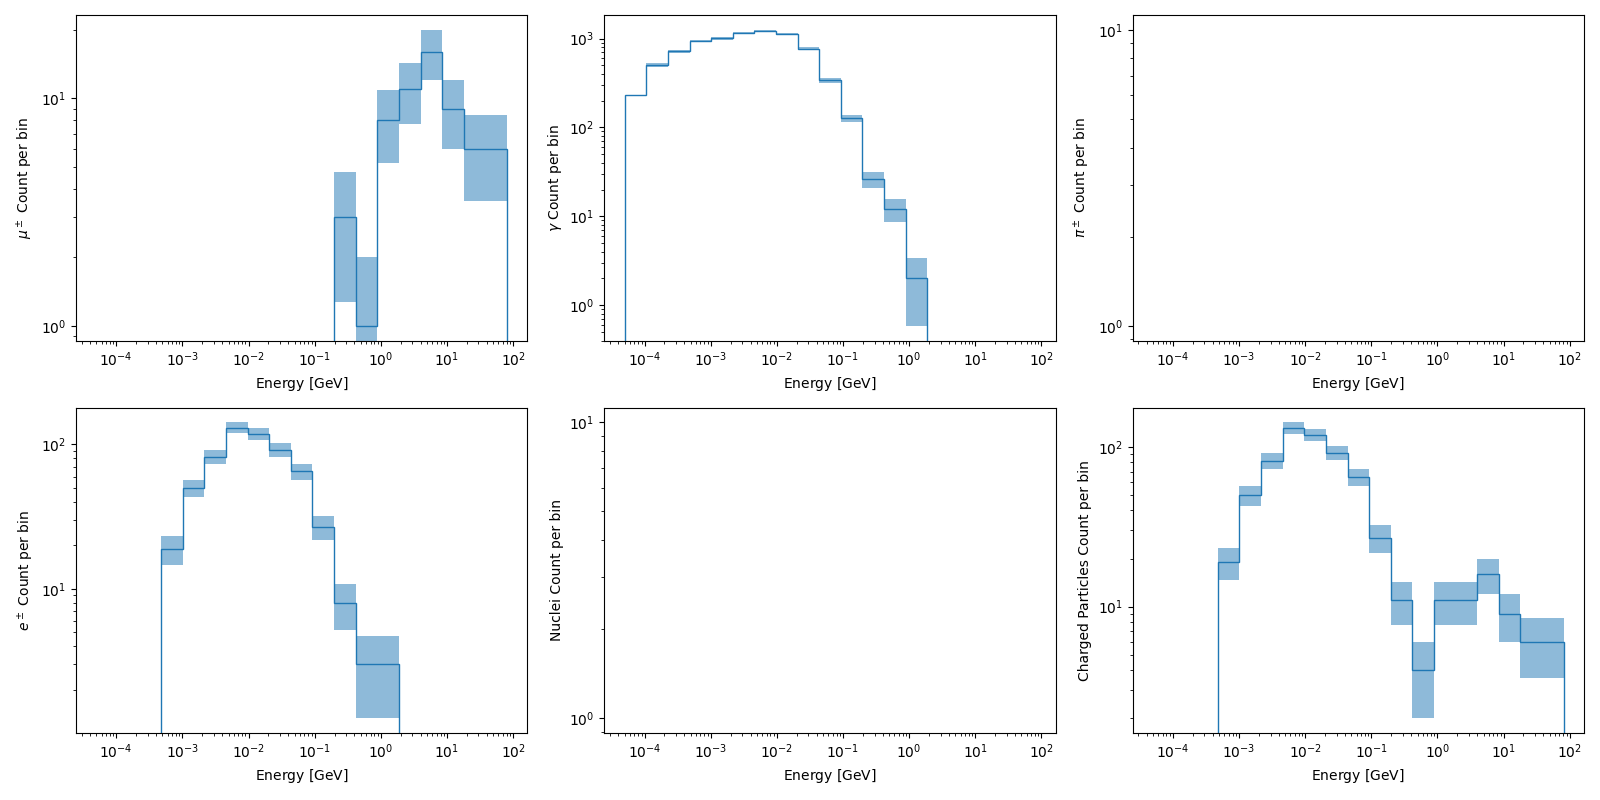 μ± Count per bin
10¹
10⁰
10⁻⁴ 10⁻³ 10⁻² 10⁻¹ 10⁰ 10¹ 10²
Energy [GeV]
γ Count per bin
10³
10²
10¹
10⁰
10⁻⁴ 10⁻³ 10⁻² 10⁻¹ 10⁰ 10¹ 10²
Energy [GeV]
π± Count per bin
10¹
10⁰
10⁻⁴ 10⁻³ 10⁻² 10⁻¹ 10⁰ 10¹ 10²
Energy [GeV]
e± Count per bin
10²
10¹
10⁻⁴ 10⁻³ 10⁻² 10⁻¹ 10⁰ 10¹ 10²
Energy [GeV]
Nuclei Count per bin
10¹
10⁰
10⁻⁴ 10⁻³ 10⁻² 10⁻¹ 10⁰ 10¹ 10²
Energy [GeV]
Charged Particles Count per bin
10²
10¹
10⁻⁴ 10⁻³ 10⁻² 10⁻¹ 10⁰ 10¹ 10²
Energy [GeV]